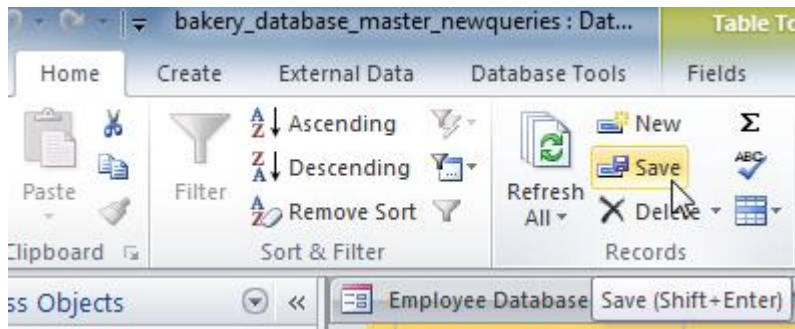 bakery_database_master_newqueries : Dat... Table To
Home Create External Data Database Tools Fields
Ascending New Σ
Descending Save ABC
Paste Filter Remove Sort Refresh All Delete
Clipboard Sort & Filter Records
ss Objects Employee Database Save (Shift+Enter)